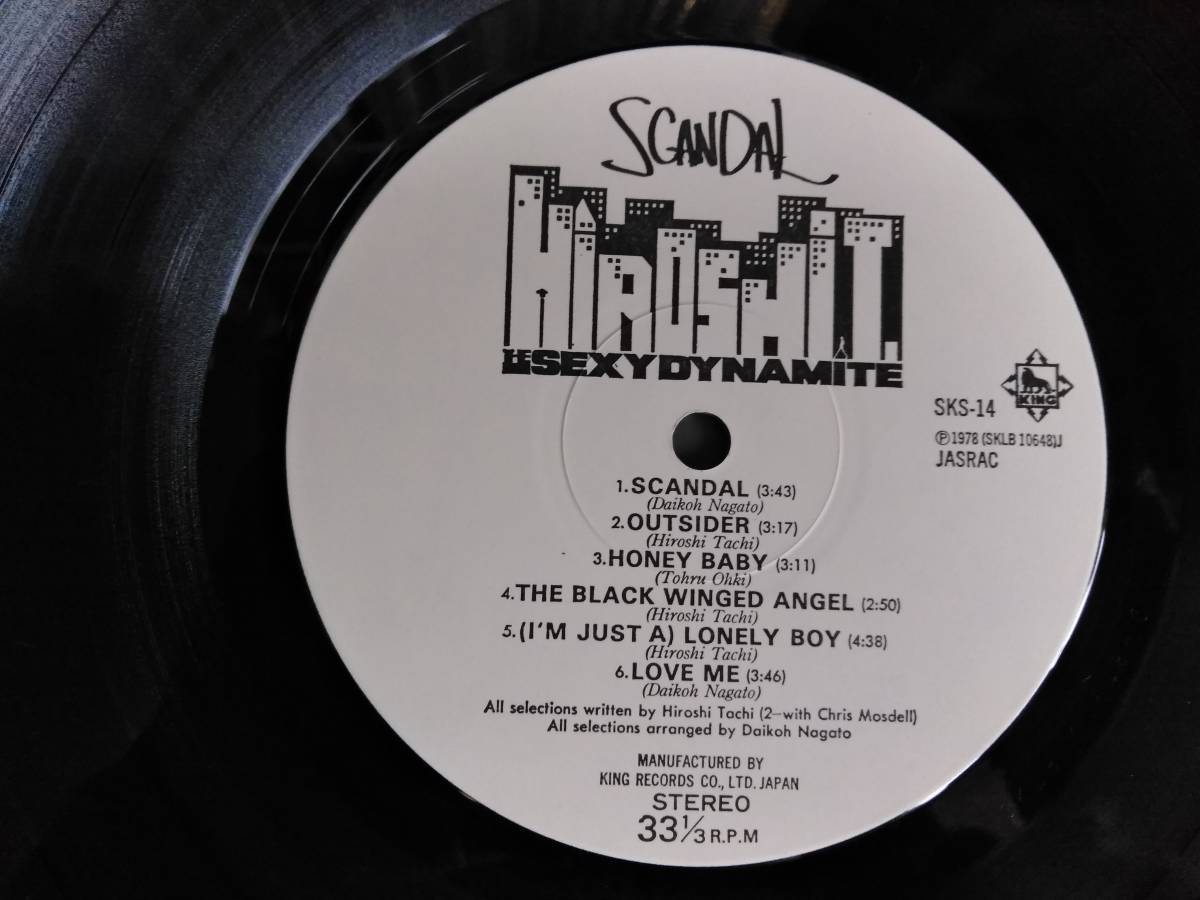 SCANDAL
HIROSHI T.
LE SEXY DYNAMITE
KING
SKS-14
Ⓟ1978 (SKLB 10648)J
JASRAC
1.SCANDAL (3:43)
(Daikoh Nagato)
2.OUTSIDER (3:17)
(Hiroshi Tachi)
3.HONEY BABY (3:11)
(Tohru Ohki)
4.THE BLACK WINGED ANGEL (2:50)
(Hiroshi Tachi)
5.(I'M JUST A) LONELY BOY (4:38)
(Hiroshi Tachi)
6.LOVE ME (3:46)
(Daikoh Nagato)
All selections written by Hiroshi Tachi (2—with Chris Mosdell)
All selections arranged by Daikoh Nagato
MANUFACTURED BY
KING RECORDS CO., LTD. JAPAN
STEREO
33⅓ R.P.M